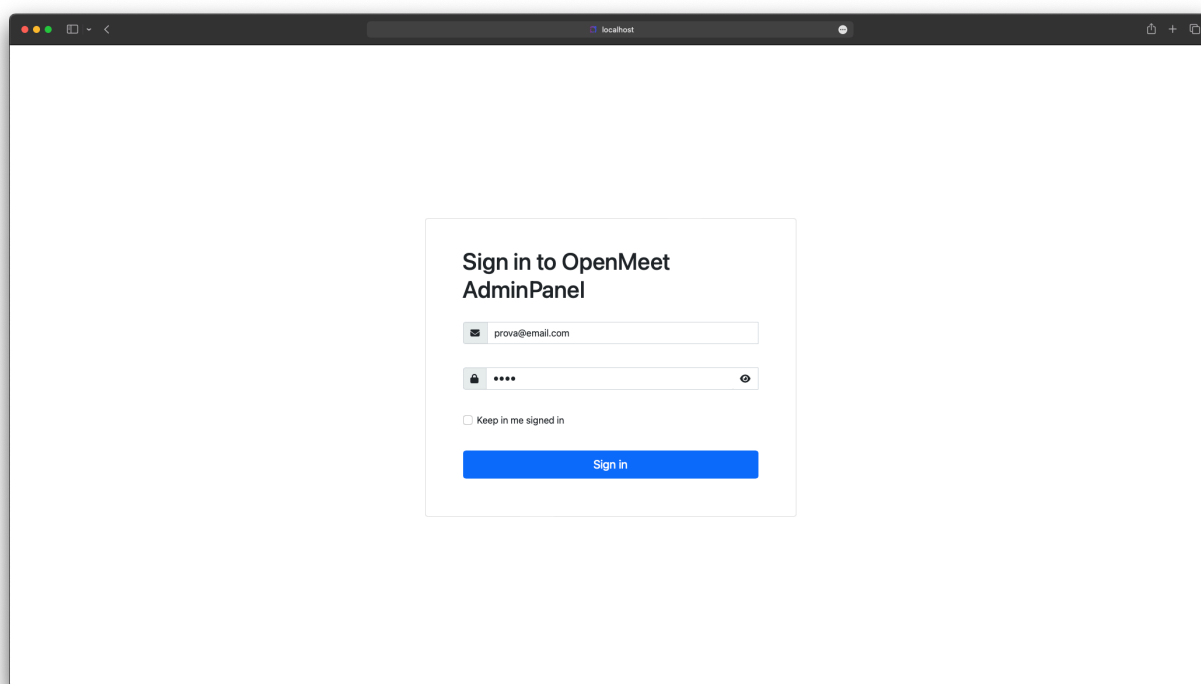 localhost
Sign in to OpenMeet
AdminPanel
prova@email.com
••••
Keep in me signed in
Sign in